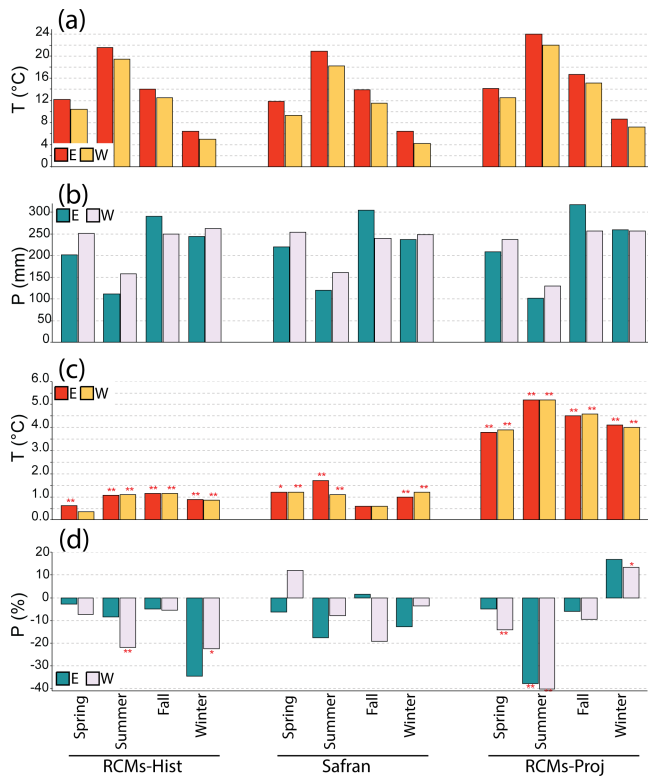 (a)
T (°C)
24
20
16
12
8
4
0
E W
(b)
P (mm)
300
250
200
150
100
50
0
E W
(c)
T (°C)
6.0
5.0
4.0
3.0
2.0
1.0
0.0
E W
** ** ** ** ** ** **
* ** ** ** ** **
** ** ** ** ** ** ** **
(d)
P (%)
20
10
0
-10
-20
-30
-40
E W
** * ** ** ** *
Spring Summer Fall Winter Spring Summer Fall Winter Spring Summer Fall Winter
RCMs-Hist Safran RCMs-Proj